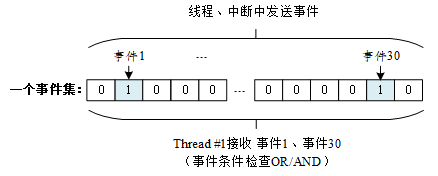 线程、中断中发送事件
事件1 ... 事件30
一个事件集: 0 1 0 0 0 ... 0 0 0 0 1 0
Thread #1接收 事件1、事件30
（事件条件检查OR/AND）